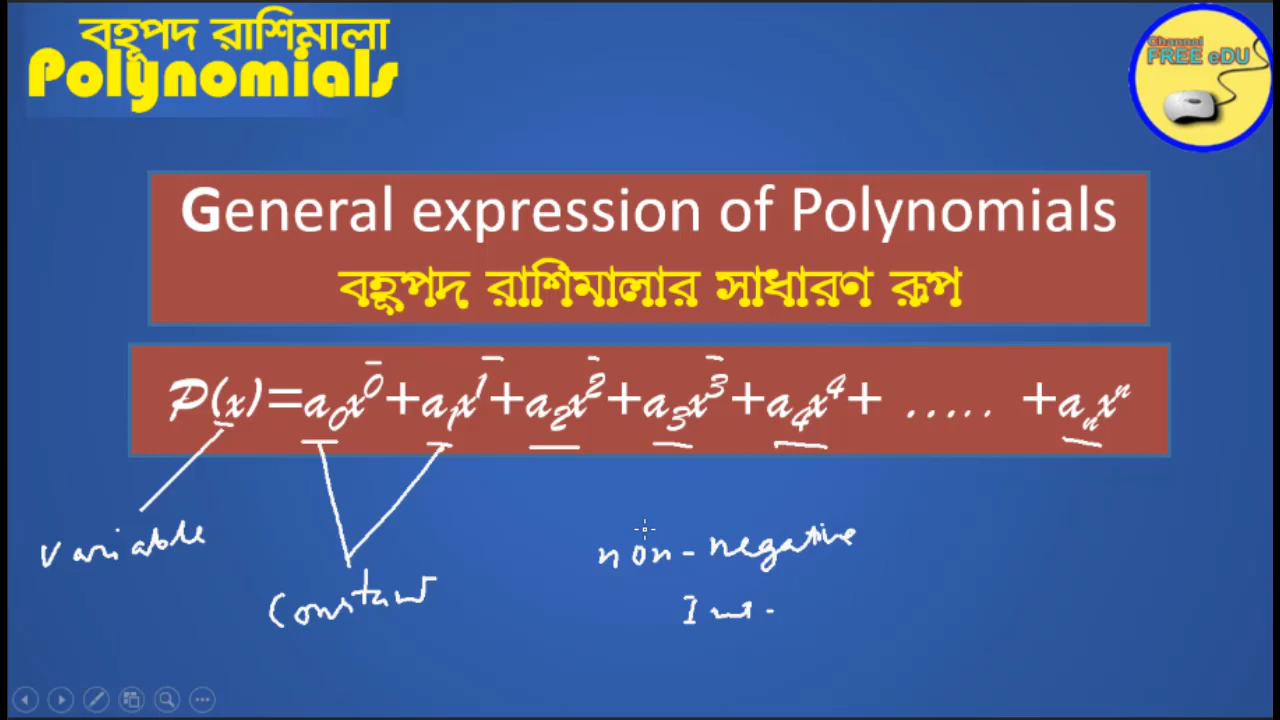 বহূপদ রাশিমালা
Polynomials
Channel
FREE eDU
General expression of Polynomials
বহূপদ রাশিমালার সাধারণ রূপ
P(x)=a₀x⁰+a₁x¹+a₂x²+a₃x³+a₄x⁴+ ..... +aₙxⁿ
variable
Constant
non-negative
Int-